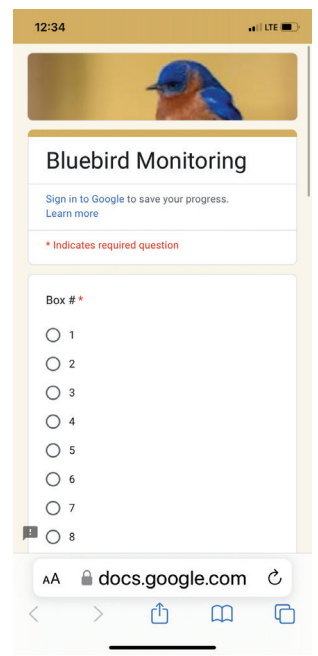 12:34
LTE
Bluebird Monitoring
Sign in to Google to save your progress.
Learn more
* Indicates required question
Box # *
1
2
3
4
5
6
7
8
AA docs.google.com